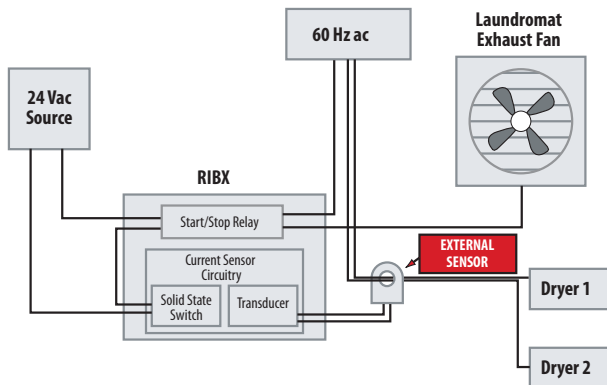 60 Hz ac
Laundromat
Exhaust Fan
24 Vac
Source
RIBX
Start/Stop Relay
EXTERNAL
SENSOR
Current Sensor
Circuitry
Solid State
Switch
Transducer
Dryer 1
Dryer 2